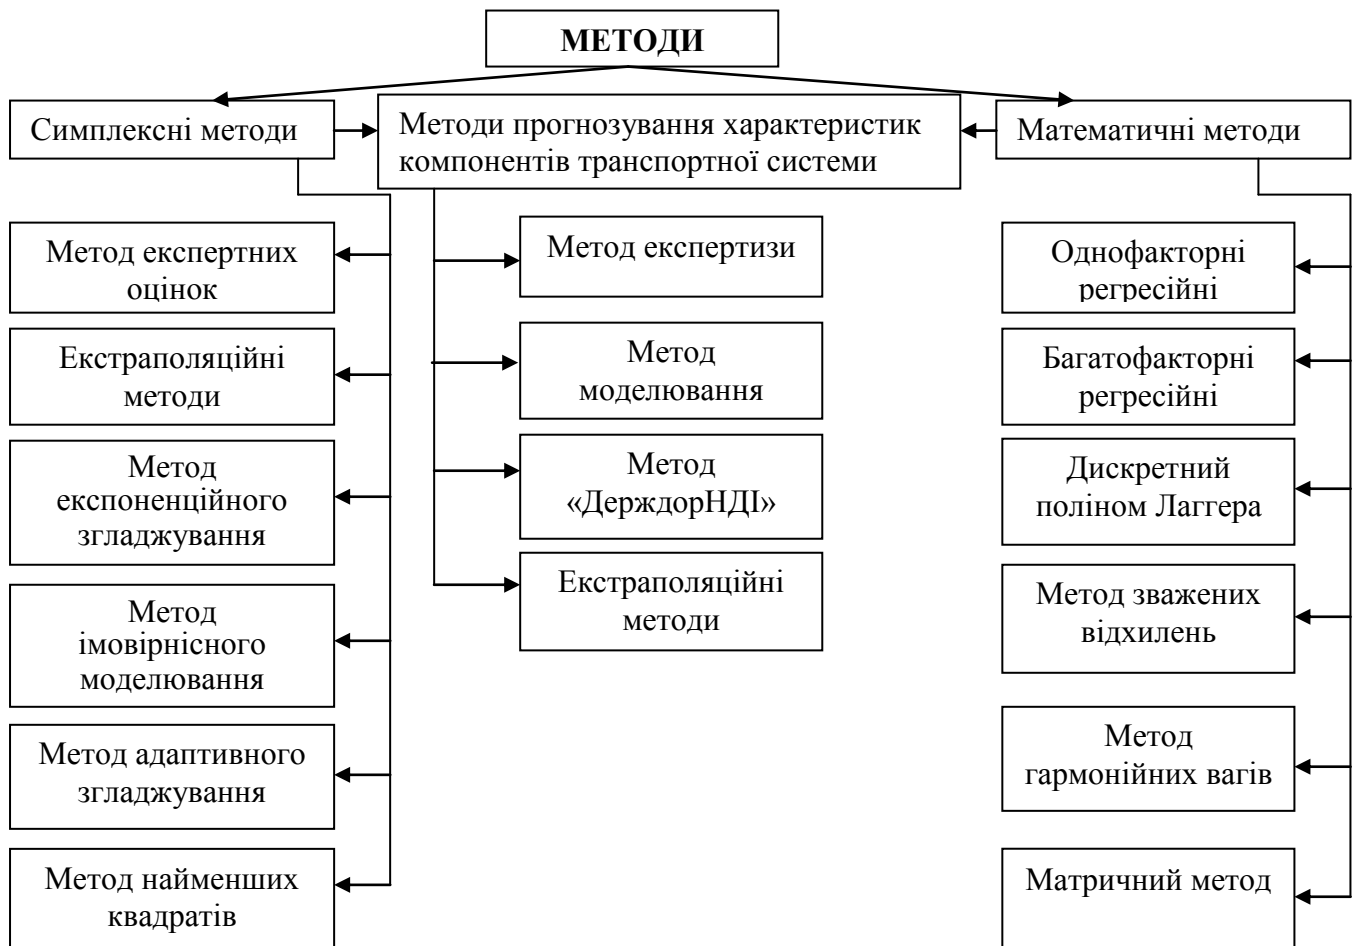 МЕТОДИ
Симплексні методи
Методи прогнозування характеристик
компонентів транспортної системи
Математичні методи
Метод експертних
оцінок
Екстраполяційні
методи
Метод
експоненційного
згладжування
Метод
імовірнісного
моделювання
Метод адаптивного
згладжування
Метод найменших
квадратів
Метод експертизи
Метод
моделювання
Метод
«ДерждорНДІ»
Екстраполяційні
методи
Однофакторні
регресійні
Багатофакторні
регресійні
Дискретний
поліном Лаггера
Метод зважених
відхилень
Метод
гармонійних вагів
Матричний метод